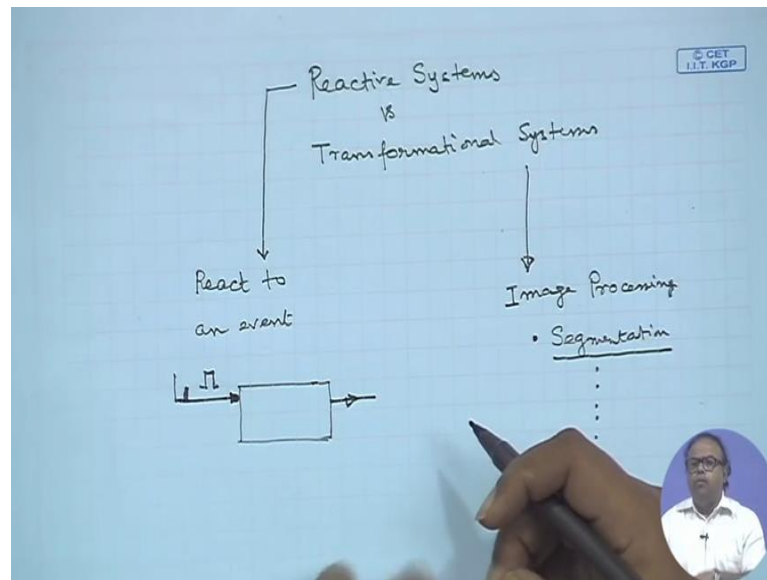 © CET
I.I.T. KGP
Reactive Systems
vs
Transformational Systems
React to
an event
Image Processing
• Segmentation